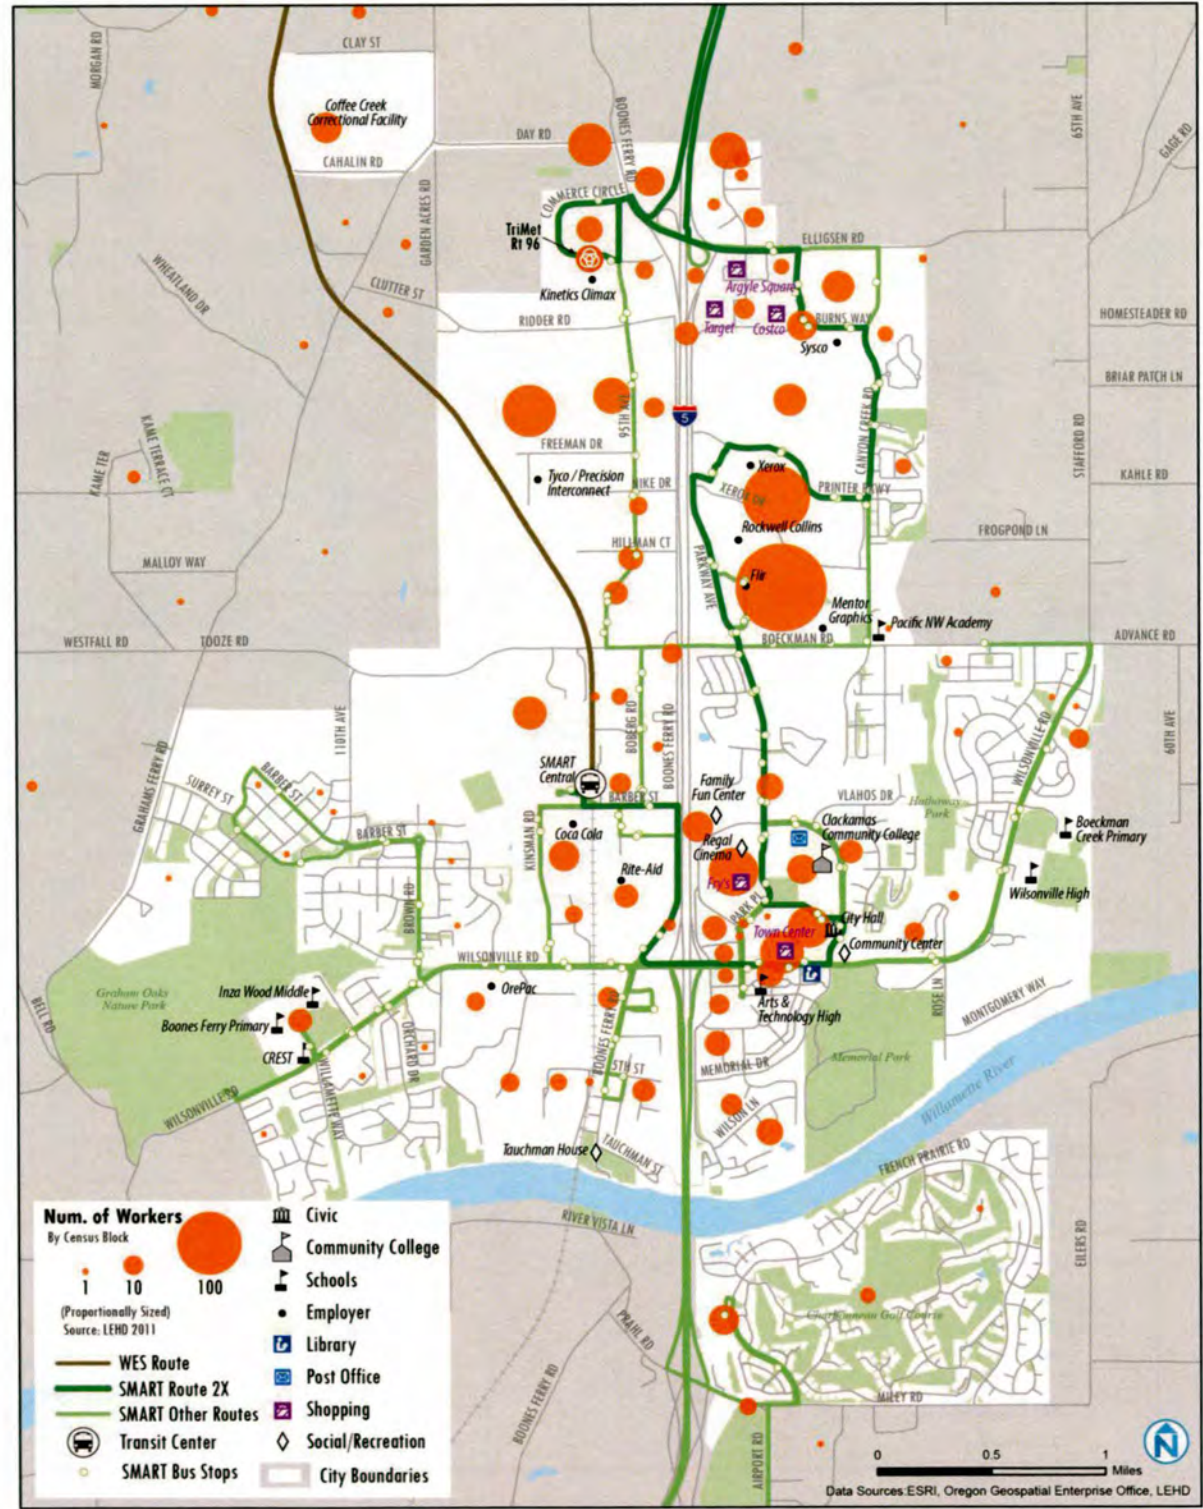 CLAY ST
MORGAN RD
Coffee Creek
Correctional Facility
CAHALIN RD
DAY RD
BOONES FERRY RD
65TH AVE
GAGE RD
COMMERCE CIRCLE
GARDEN ACRES RD
TriMet
Rt 96
ELLIGSEN RD
WHEATLAND DR
CLUTTER ST
Kinetics Climax
Argyle Square
RIDDER RD
Target
Costco
BURNS WAY
HOMESTEADER RD
Sysco
BRIAR PATCH LN
95TH AVE
5
CANYON CREEK RD
STAFFORD RD
KAME TER
KAME TERRACE CT
FREEMAN DR
Tyco / Precision
Interconnect
NIKE DR
Xerox
XEROX DR
PRINTER PKWY
KAHLE RD
Rockwell Collins
FROGPOND LN
MALLOY WAY
HILLMAN CT
PARKWAY AVE
Flir
Mentor
Graphics
Pacific NW Academy
WESTFALL RD
TOOZE RD
BOECKMAN RD
ADVANCE RD
110TH AVE
BOBERG RD
BOONES FERRY RD
WILSONVILLE RD
60TH AVE
GRAHAMS FERRY RD
SURREY ST
BARBER ST
SMART
Central
BARBER ST
Family
Fun Center
VLAHOS DR
Hathaway
Park
BARBER ST
KINSMAN RD
Coca Cola
Regal
Cinema
Clackamas
Community College
Boeckman
Creek Primary
Rite-Aid
Fry's
Wilsonville High
BROWN RD
PARK PL
City Hall
Town Center
Community Center
WILSONVILLE RD
BELL RD
Graham Oaks
Nature Park
Inza Wood Middle
OrePac
Boones Ferry Primary
Arts &
Technology High
ROSE LN
MONTGOMERY WAY
CREST
ORCHARD DR
BOONES FERRY RD
5TH ST
MEMORIAL DR
Memorial Park
WILSONVILLE RD
WILLAMETTE WAY
WILSON LN
Willamette River
Tauchman House
TAUCHMAN ST
FRENCH PRAIRIE RD
RIVER VISTA LN
EILERS RD
PRAHL RD
Charbonneau Golf Course
BOONES FERRY RD
MILEY RD
AIRPORT RD
Num. of Workers
By Census Block
1 10 100
(Proportionally Sized)
Source: LEHD 2011
WES Route
SMART Route 2X
SMART Other Routes
Transit Center
SMART Bus Stops
Civic
Community College
Schools
Employer
Library
Post Office
Shopping
Social/Recreation
City Boundaries
N
0 0.5 1
Miles
Data Sources:ESRI, Oregon Geospatial Enterprise Office, LEHD